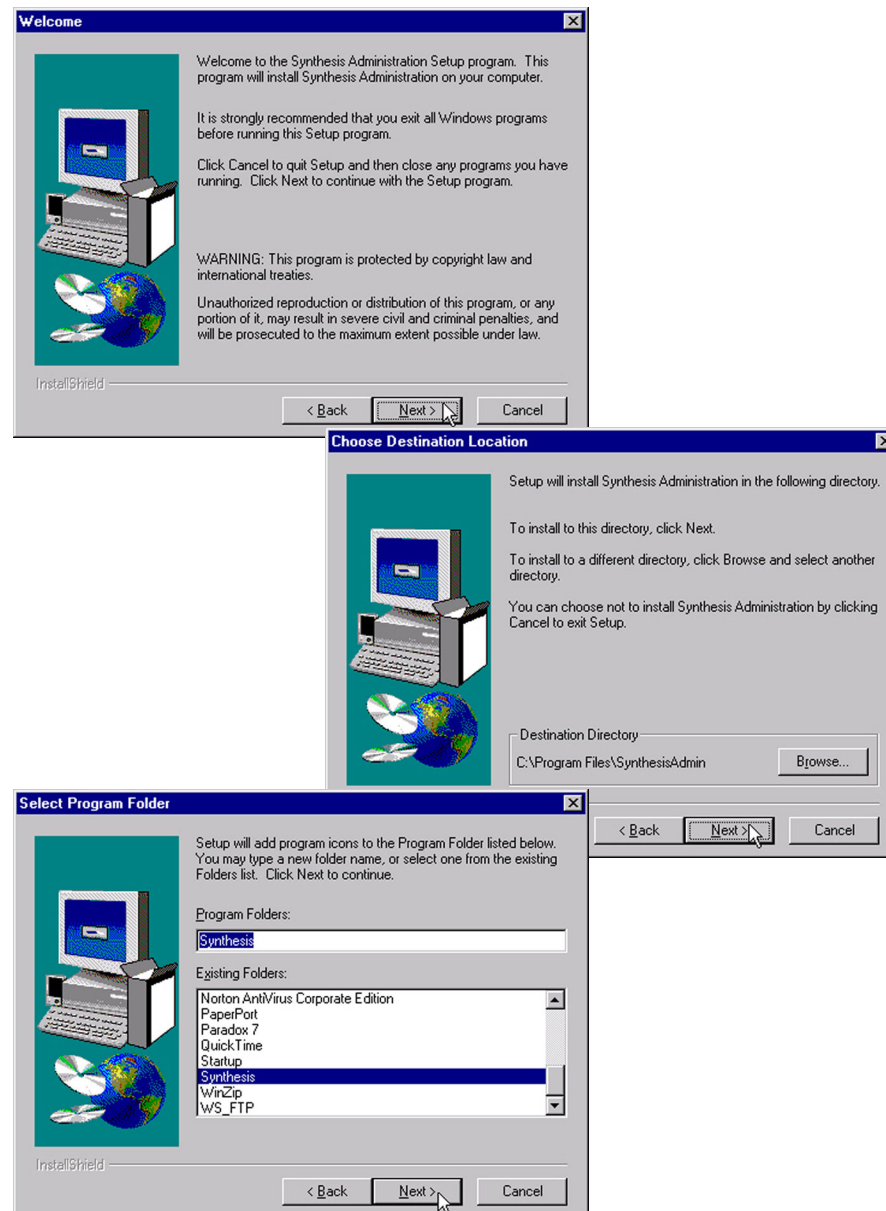 Welcome
Welcome to the Synthesis Administration Setup program. This
program will install Synthesis Administration on your computer.
It is strongly recommended that you exit all Windows programs
before running this Setup program.
Click Cancel to quit Setup and then close any programs you have
running. Click Next to continue with the Setup program.
WARNING: This program is protected by copyright law and
international treaties.
Unauthorized reproduction or distribution of this program, or any
portion of it, may result in severe civil and criminal penalties, and
will be prosecuted to the maximum extent possible under law.
InstallShield
< Back Next > Cancel
Choose Destination Location
Setup will install Synthesis Administration in the following directory.
To install to this directory, click Next.
To install to a different directory, click Browse and select another
directory.
You can choose not to install Synthesis Administration by clicking
Cancel to exit Setup.
Destination Directory
C:\Program Files\SynthesisAdmin Browse...
< Back Next > Cancel
Select Program Folder
Setup will add program icons to the Program Folder listed below.
You may type a new folder name, or select one from the existing
Folders list. Click Next to continue.
Program Folders:
Synthesis
Existing Folders:
Norton AntiVirus Corporate Edition
PaperPort
Paradox 7
QuickTime
Startup
Synthesis
WinZip
WS_FTP
InstallShield
< Back Next > Cancel